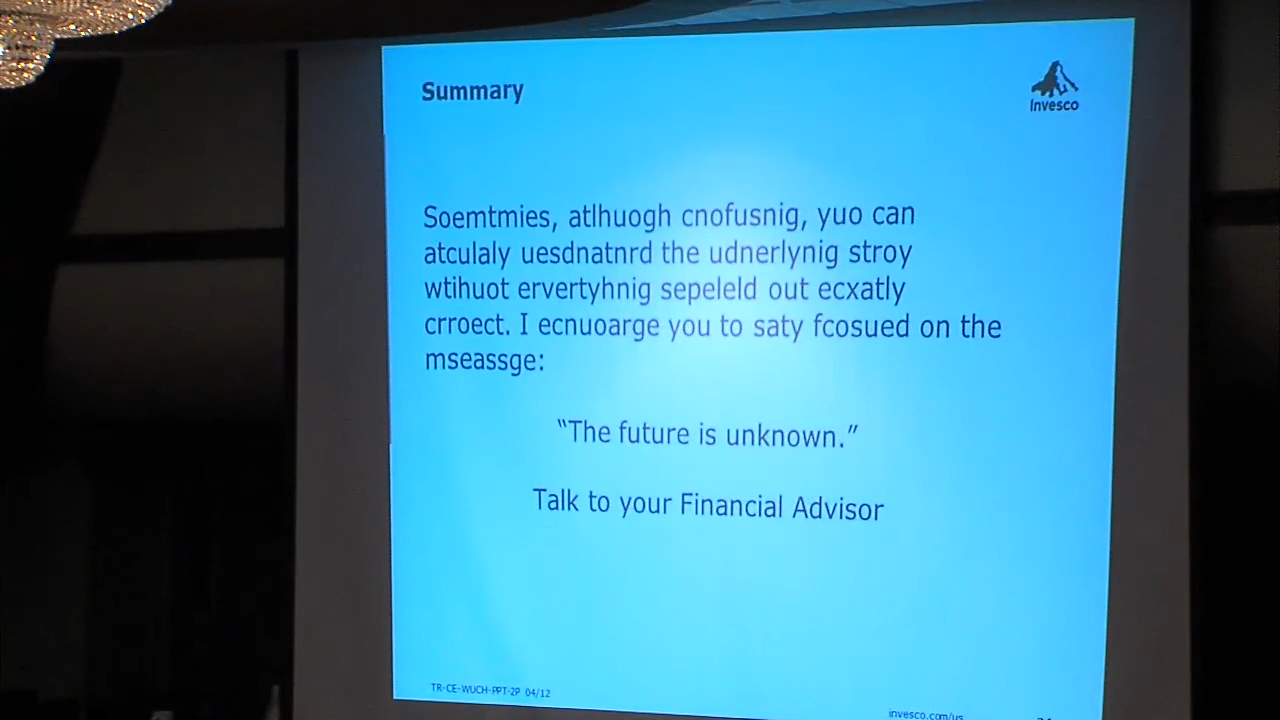 Summary
Invesco
Soemtmies, atlhuogh cnofusnig, yuo can
atculaly uesdnatnrd the udnerlynig stroy
wtihuot ervertyhnig sepeleld out ecxatly
crroect. I ecnuoarge you to saty fcosued on the
mseassge:
“The future is unknown.”
Talk to your Financial Advisor
TR-CE-WUCH-PPT-2P 04/12
invesco.com/us